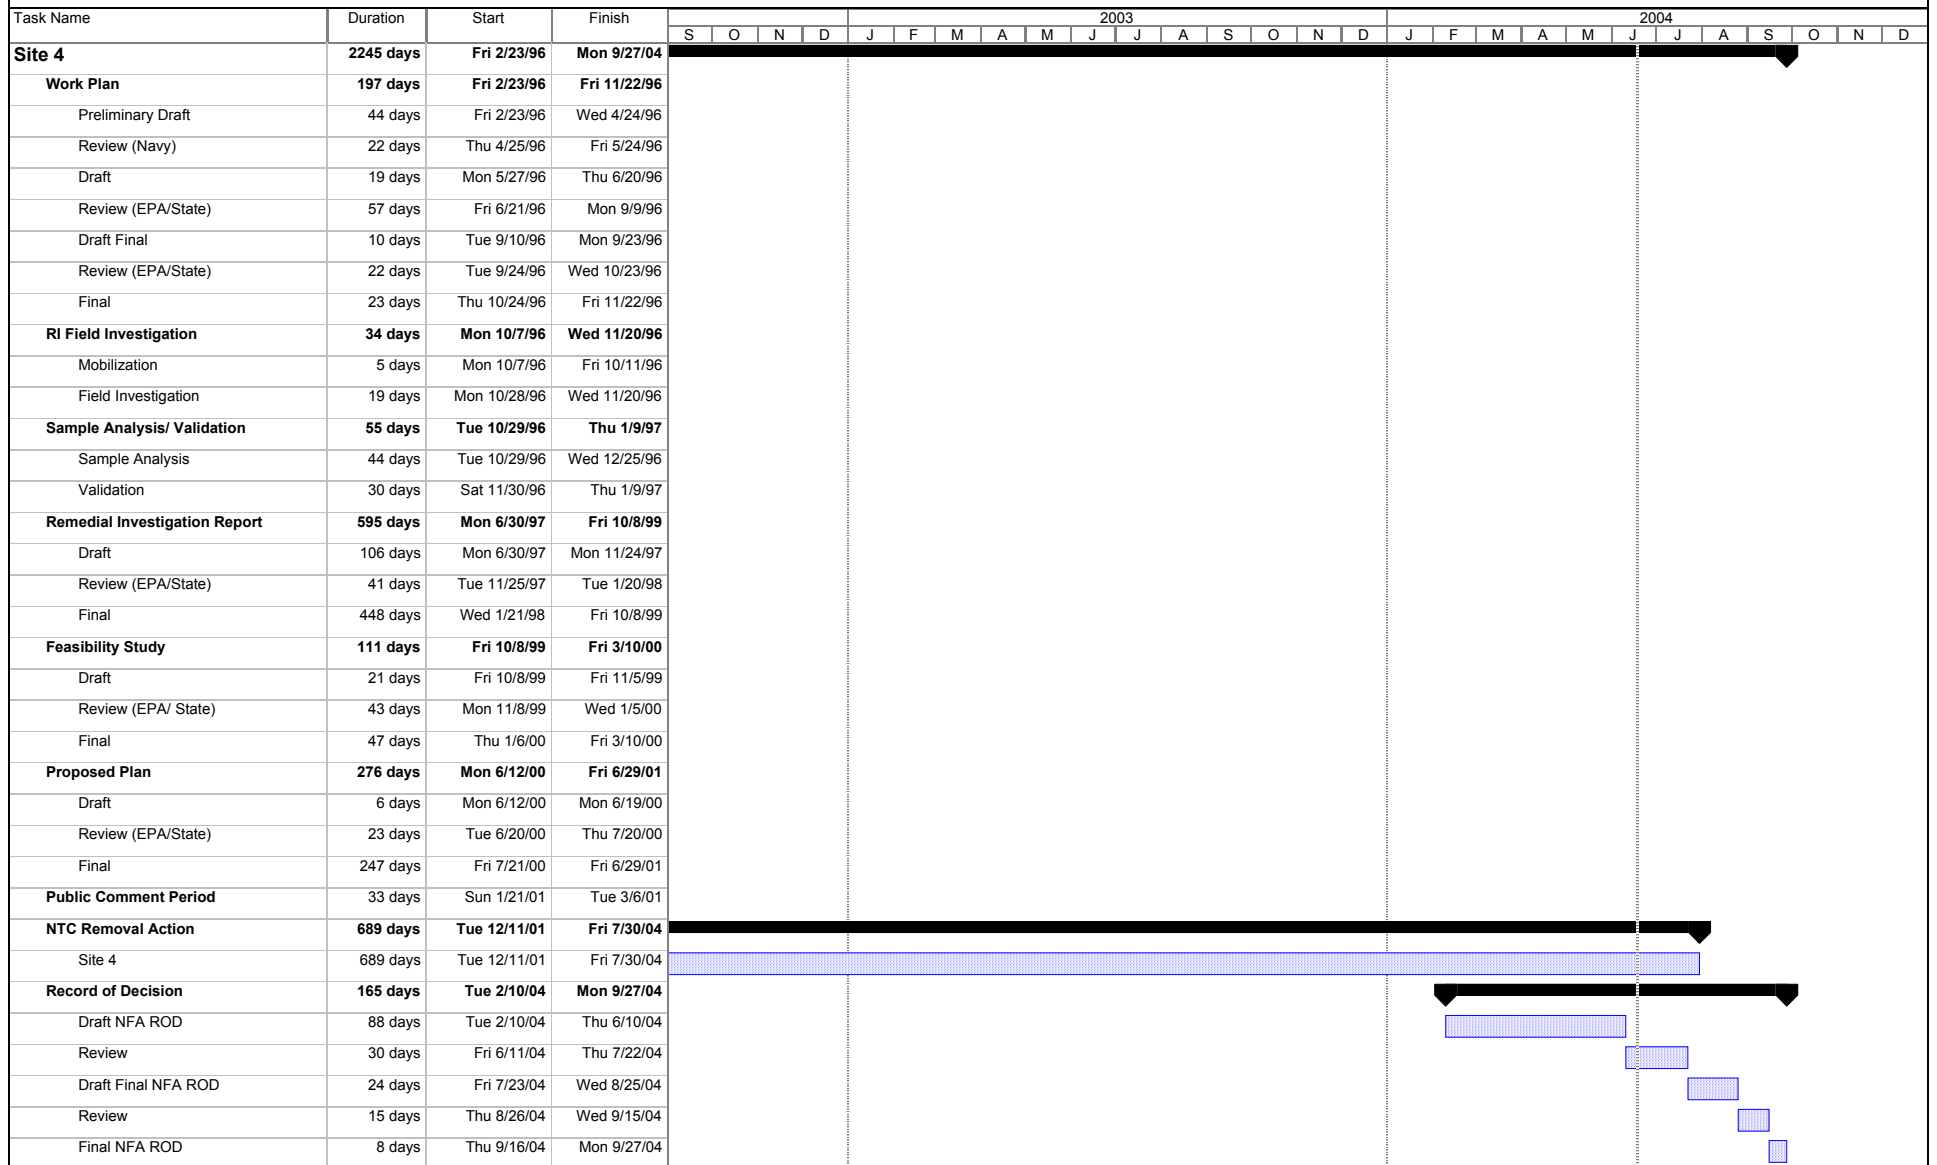 Task Name Duration Start Finish 2003 2004
S O N D J F M A M J J A S O N D J F M A M J J A S O N D
Site 4 2245 days Fri 2/23/96 Mon 9/27/04
Work Plan 197 days Fri 2/23/96 Fri 11/22/96
Preliminary Draft 44 days Fri 2/23/96 Wed 4/24/96
Review (Navy) 22 days Thu 4/25/96 Fri 5/24/96
Draft 19 days Mon 5/27/96 Thu 6/20/96
Review (EPA/State) 57 days Fri 6/21/96 Mon 9/9/96
Draft Final 10 days Tue 9/10/96 Mon 9/23/96
Review (EPA/State) 22 days Tue 9/24/96 Wed 10/23/96
Final 23 days Thu 10/24/96 Fri 11/22/96
RI Field Investigation 34 days Mon 10/7/96 Wed 11/20/96
Mobilization 5 days Mon 10/7/96 Fri 10/11/96
Field Investigation 19 days Mon 10/28/96 Wed 11/20/96
Sample Analysis/ Validation 55 days Tue 10/29/96 Thu 1/9/97
Sample Analysis 44 days Tue 10/29/96 Wed 12/25/96
Validation 30 days Sat 11/30/96 Thu 1/9/97
Remedial Investigation Report 595 days Mon 6/30/97 Fri 10/8/99
Draft 106 days Mon 6/30/97 Mon 11/24/97
Review (EPA/State) 41 days Tue 11/25/97 Tue 1/20/98
Final 448 days Wed 1/21/98 Fri 10/8/99
Feasibility Study 111 days Fri 10/8/99 Fri 3/10/00
Draft 21 days Fri 10/8/99 Fri 11/5/99
Review (EPA/ State) 43 days Mon 11/8/99 Wed 1/5/00
Final 47 days Thu 1/6/00 Fri 3/10/00
Proposed Plan 276 days Mon 6/12/00 Fri 6/29/01
Draft 6 days Mon 6/12/00 Mon 6/19/00
Review (EPA/State) 23 days Tue 6/20/00 Thu 7/20/00
Final 247 days Fri 7/21/00 Fri 6/29/01
Public Comment Period 33 days Sun 1/21/01 Tue 3/6/01
NTC Removal Action 689 days Tue 12/11/01 Fri 7/30/04
Site 4 689 days Tue 12/11/01 Fri 7/30/04
Record of Decision 165 days Tue 2/10/04 Mon 9/27/04
Draft NFA ROD 88 days Tue 2/10/04 Thu 6/10/04
Review 30 days Fri 6/11/04 Thu 7/22/04
Draft Final NFA ROD 24 days Fri 7/23/04 Wed 8/25/04
Review 15 days Thu 8/26/04 Wed 9/15/04
Final NFA ROD 8 days Thu 9/16/04 Mon 9/27/04